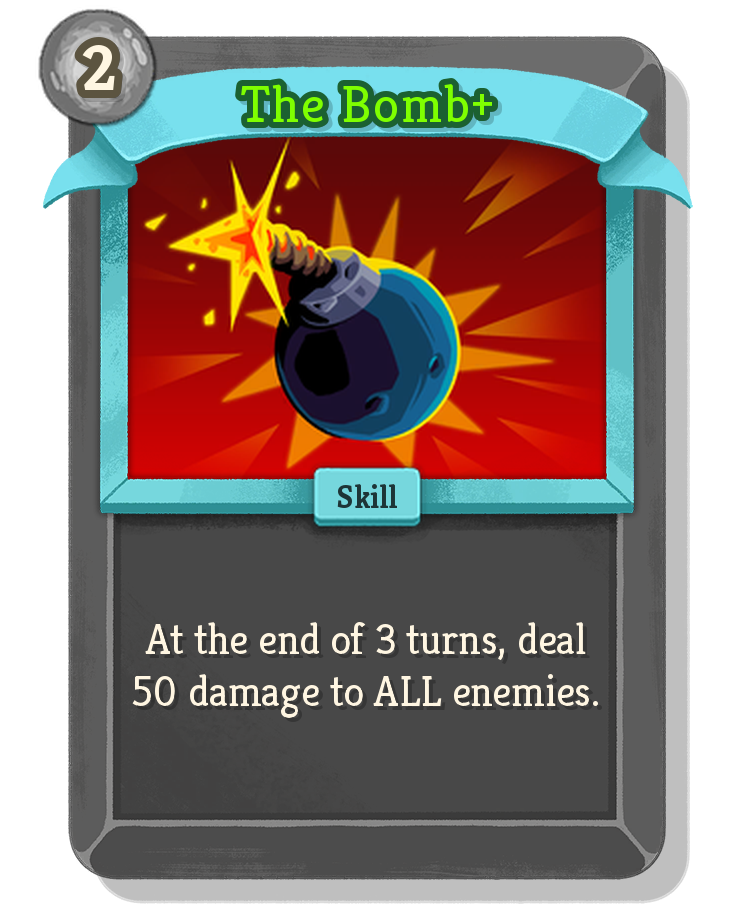 2
The Bomb+
Skill
At the end of 3 turns, deal
50 damage to ALL enemies.